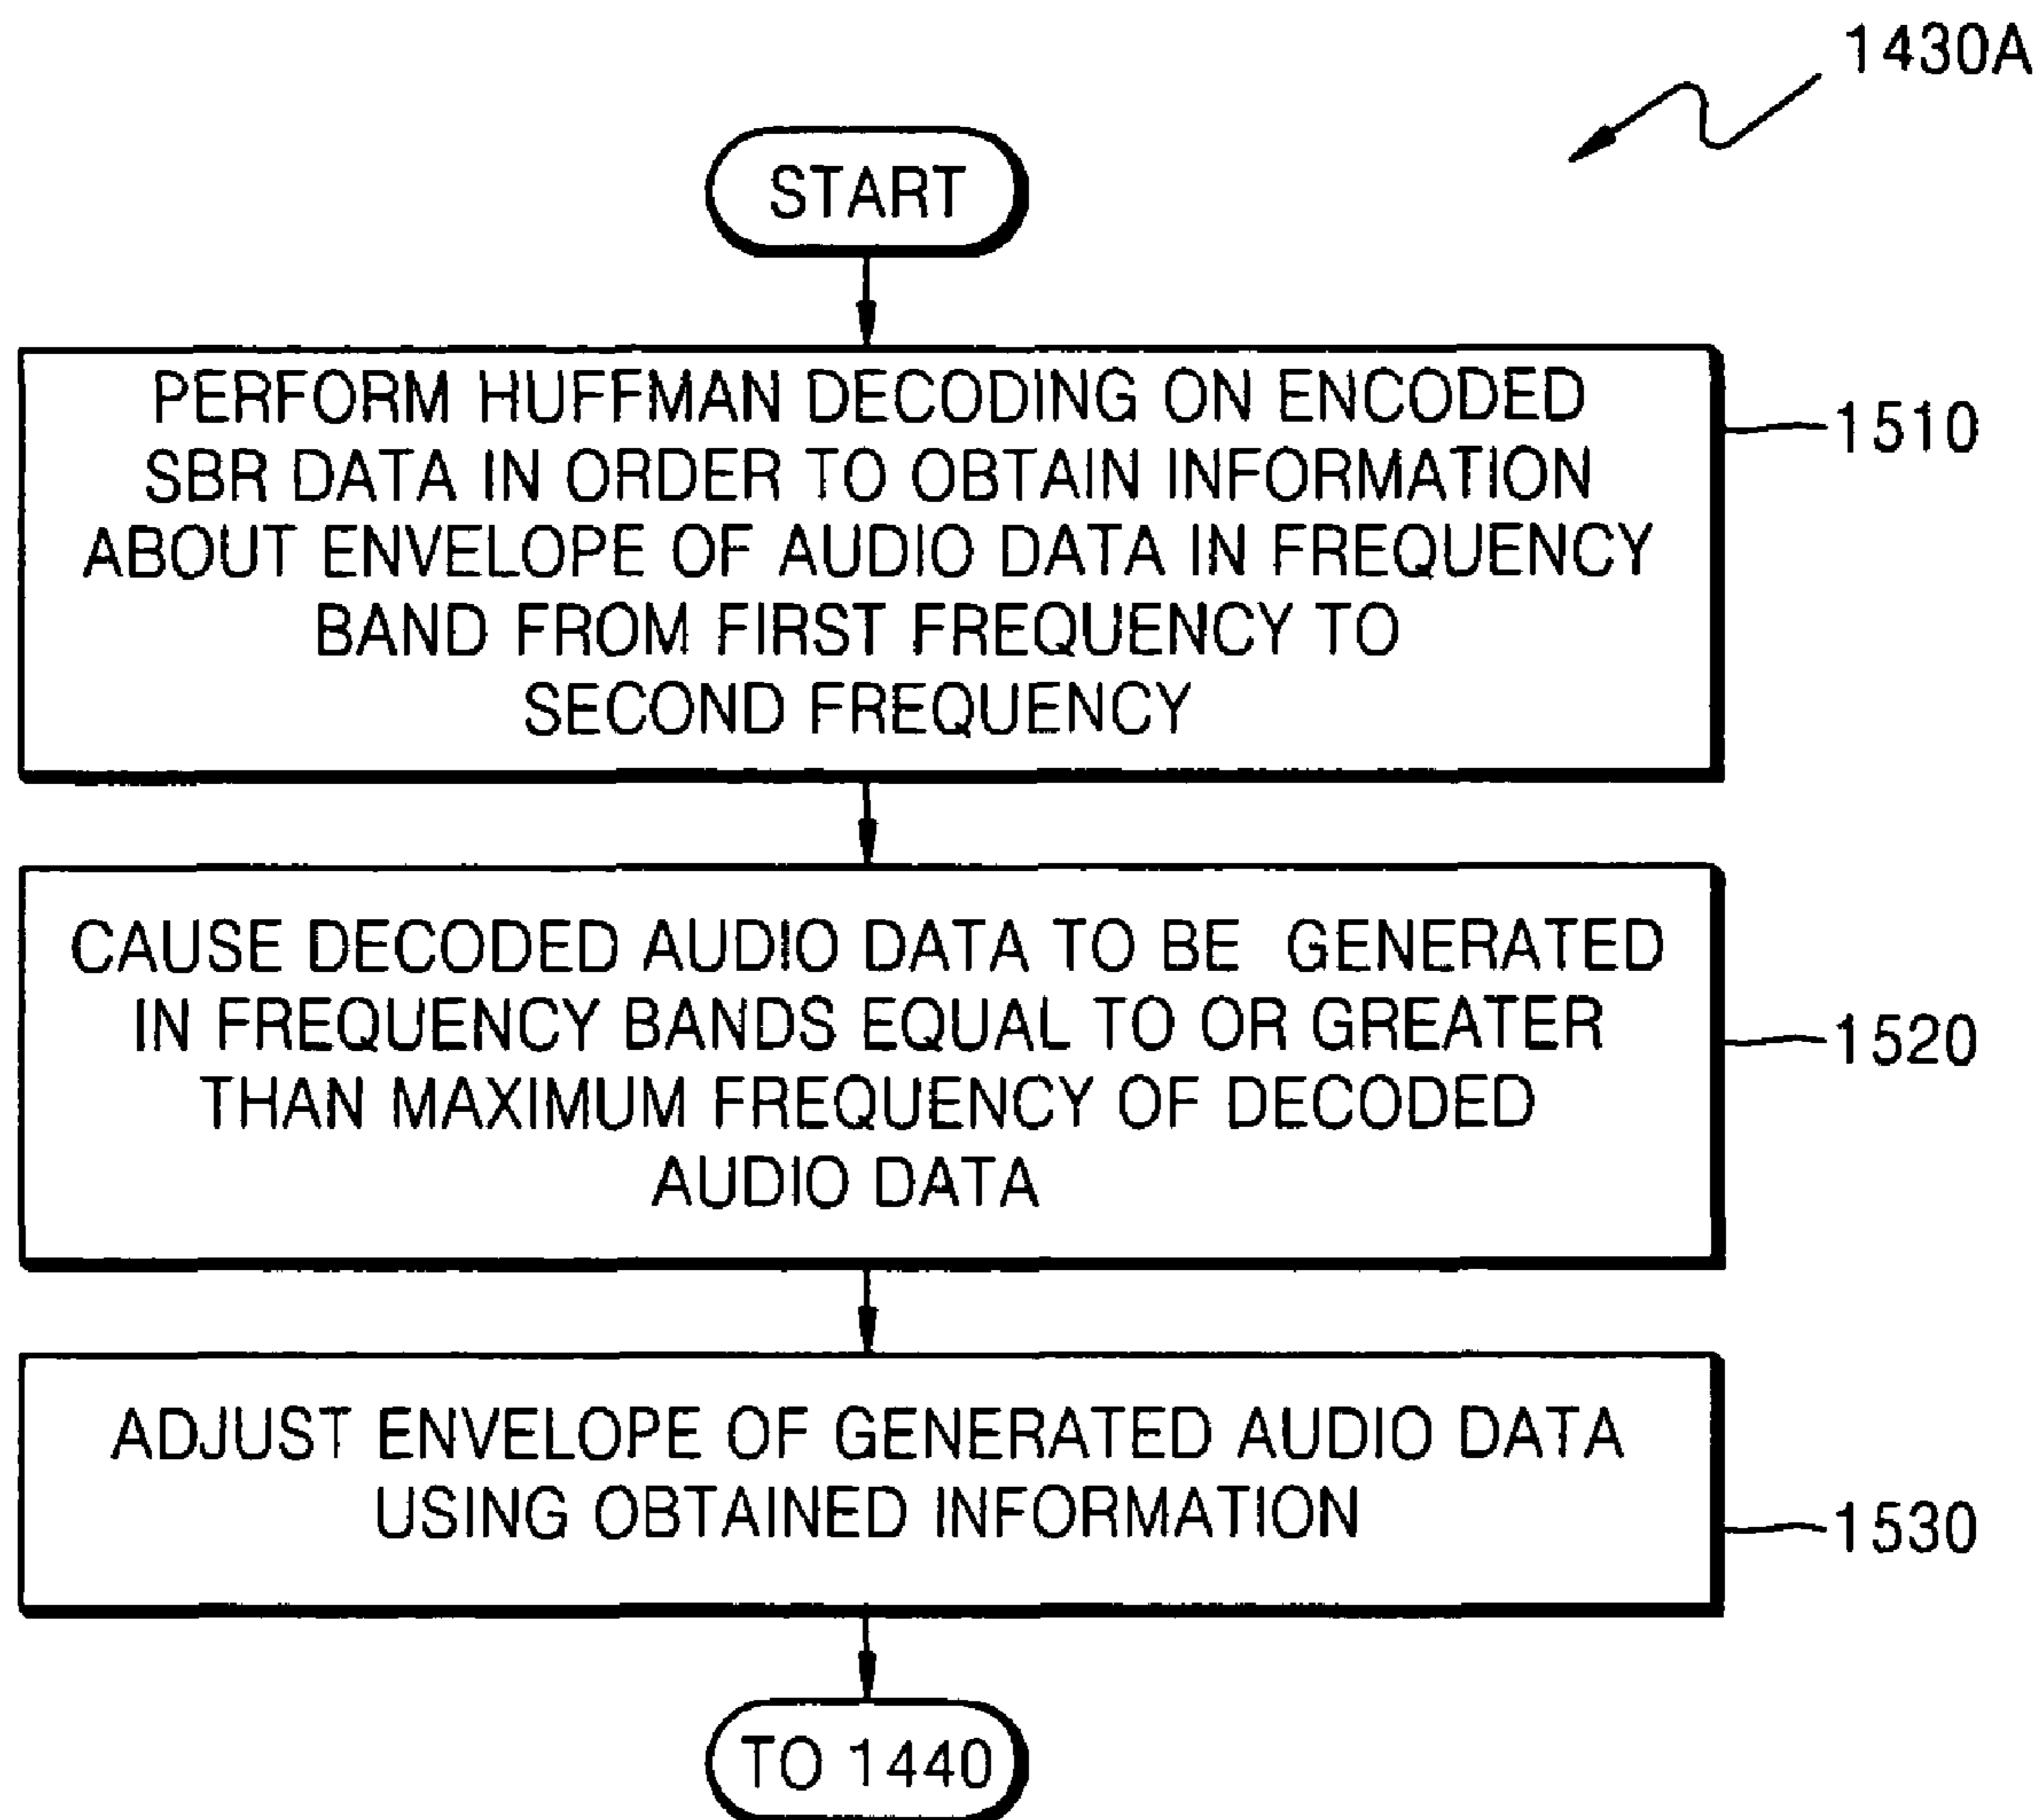 1430A
START
PERFORM HUFFMAN DECODING ON ENCODED
SBR DATA IN ORDER TO OBTAIN INFORMATION
ABOUT ENVELOPE OF AUDIO DATA IN FREQUENCY
BAND FROM FIRST FREQUENCY TO
SECOND FREQUENCY
1510
CAUSE DECODED AUDIO DATA TO BE GENERATED
IN FREQUENCY BANDS EQUAL TO OR GREATER
THAN MAXIMUM FREQUENCY OF DECODED
AUDIO DATA
1520
ADJUST ENVELOPE OF GENERATED AUDIO DATA
USING OBTAINED INFORMATION
1530
TO 1440